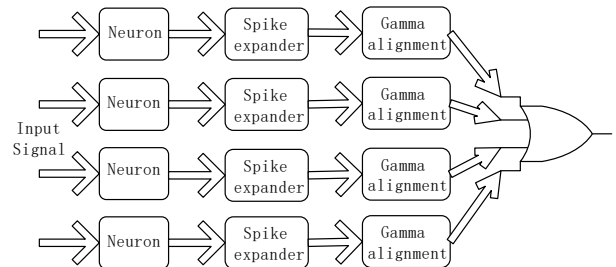 Neuron
Spike
expander
Gamma
alignment
Neuron
Spike
expander
Gamma
alignment
Input
Signal
Neuron
Spike
expander
Gamma
alignment
Neuron
Spike
expander
Gamma
alignment